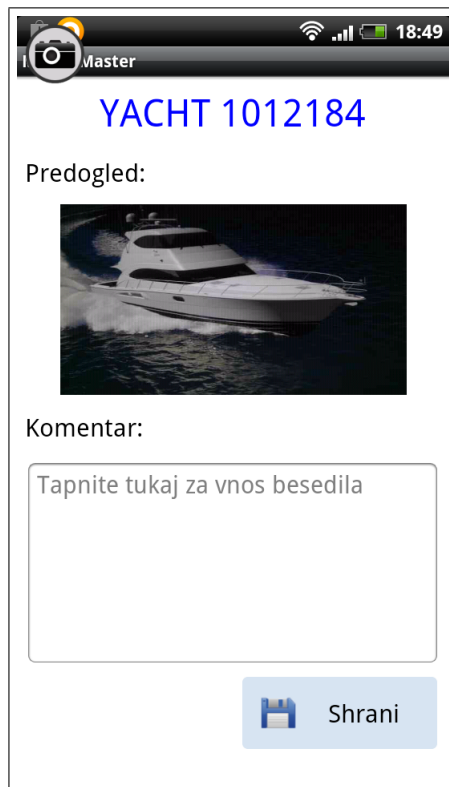 18:49
Master
YACHT 1012184
Predogled:
Komentar:
Tapnite tukaj za vnos besedila
Shrani